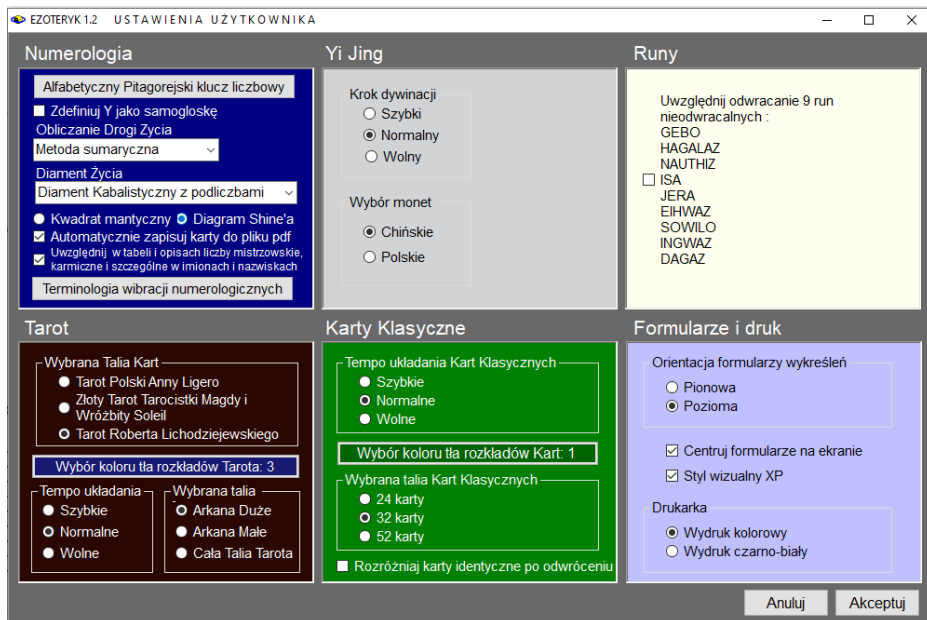 EZOTERYK 1.2 USTAWIENIA UŻYTKOWNIKA
Numerologia
Alfabetyczny Pitagorejski klucz liczbowy
Zdefiniuj Y jako samogloskę
Obliczanie Drogi Zycia
Metoda sumaryczna
Diament Życia
Diament Kabalistyczny z podliczbami
Kwadrat mantyczny
Diagram Shine'a
Automatycznie zapisuj karty do pliku pdf
Uwzględnij w tabeli i opisach liczby mistrzowskie,
karmiczne i szczególne w imionach i nazwiskach
Terminologia wibracji numerologicznych
Yi Jing
Krok dywinacji
Szybki
Normalny
Wolny
Wybór monet
Chińskie
Polskie
Runy
Uwzględnij odwracanie 9 run
nieodwracalnych :
GEBO
HAGALAZ
NAUTHIZ
ISA
JERA
EIHWAZ
SOWILO
INGWAZ
DAGAZ
Tarot
Wybrana Talia Kart
Tarot Polski Anny Ligero
Złoty Tarot Tarocistki Magdy i
Wróżbity Soleil
Tarot Roberta Lichodziejewskiego
Wybór koloru tła rozkładów Tarota: 3
Tempo układania
Szybkie
Normalne
Wolne
Wybrana talia
Arkana Duże
Arkana Małe
Cała Talia Tarota
Karty Klasyczne
Tempo układania Kart Klasycznych
Szybkie
Normalne
Wolne
Wybór koloru tła rozkładów Kart: 1
Wybrana talia Kart Klasycznych
24 karty
32 karty
52 karty
Rozróżniaj karty identyczne po odwróceniu
Formularze i druk
Orientacja formularzy wykreśleń
Pionowa
Pozioma
Centruj formularze na ekranie
Styl wizualny XP
Drukarka
Wydruk kolorowy
Wydruk czarno-biały
Anuluj
Akceptuj